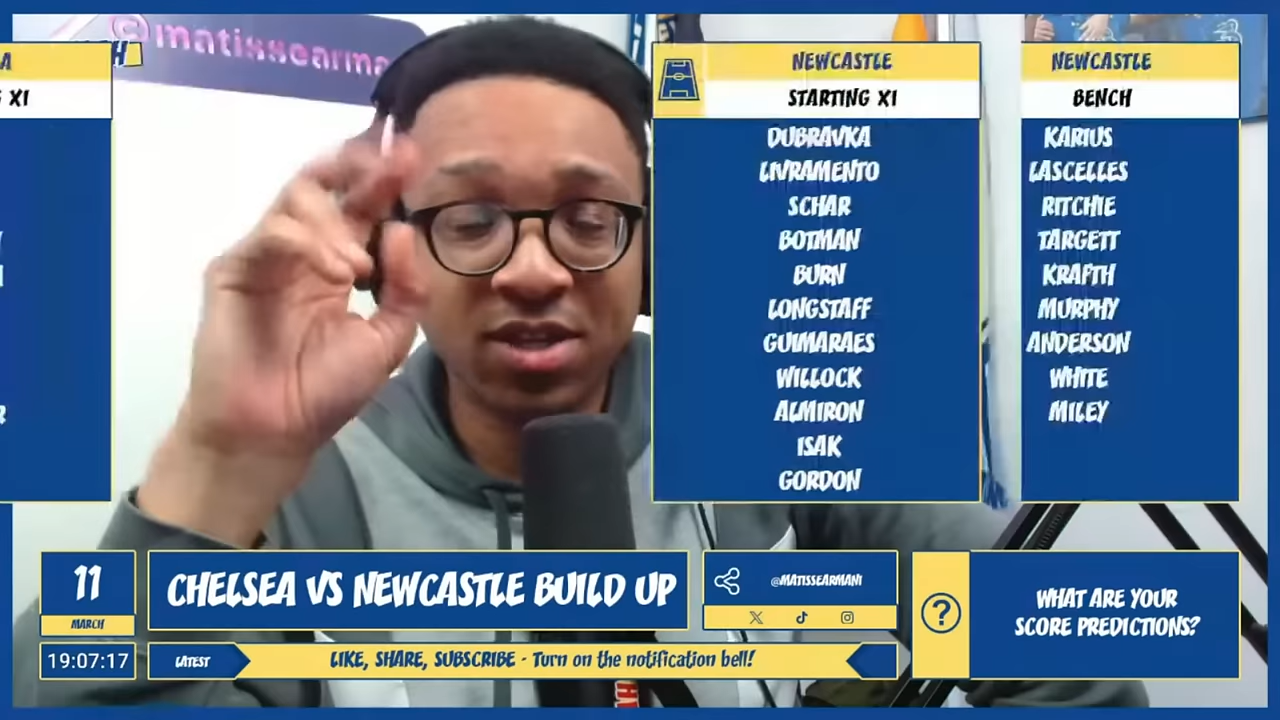 @matissearma
A
XI
NEWCASTLE
STARTING XI
DUBRAVKA
LIVRAMENTO
SCHAR
BOTMAN
BURN
LONGSTAFF
GUIMARAES
WILLOCK
ALMIRON
ISAK
GORDON
NEWCASTLE
BENCH
KARIUS
LASCELLES
RITCHIE
TARGETT
KRAFTH
MURPHY
ANDERSON
WHITE
MILEY
11
MARCH
19:07:17
CHELSEA VS NEWCASTLE BUILD UP
LATEST
LIKE, SHARE, SUBSCRIBE - Turn on the notification bell!
@MATISSEARMANI
WHAT ARE YOUR
SCORE PREDICTIONS?